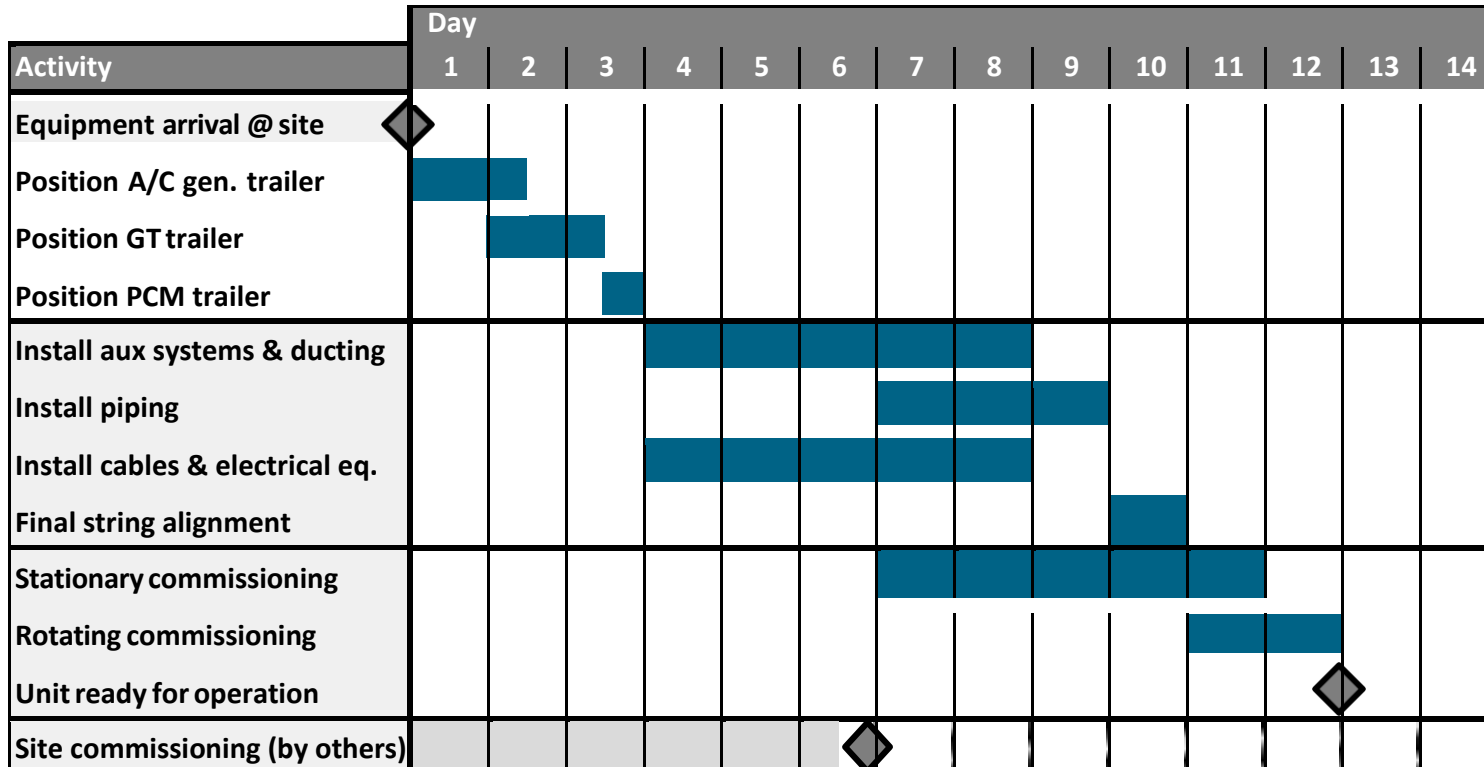 Day
Activity 1 2 3 4 5 6 7 8 9 10 11 12 13 14
Equipment arrival @ site
Position A/C gen. trailer
Position GT trailer
Position PCM trailer
Install aux systems & ducting
Install piping
Install cables & electrical eq.
Final string alignment
Stationary commissioning
Rotating commissioning
Unit ready for operation
Site commissioning (by others)